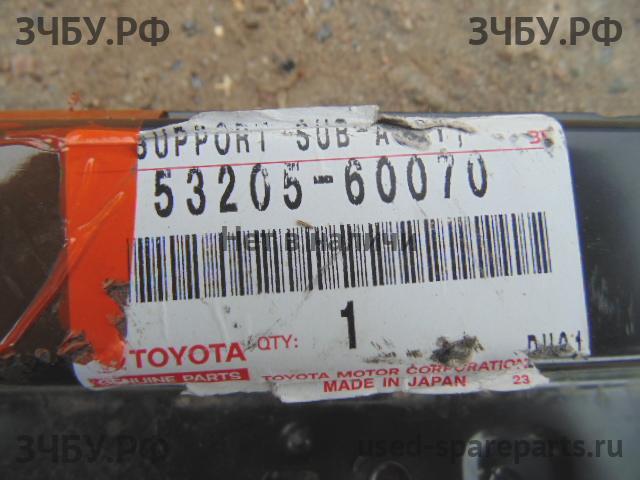 ЗЧБУ.РФ
ЗЧБУ.РФ
SUPPORT SUB-ASSY,
53205-60070
Нет в наличии
QTY: 1
TOYOTA
GENUINE PARTS
TOYOTA MOTOR CORPORATION
MADE IN JAPAN
23
ЗЧБУ.РФ
used-spareparts.ru